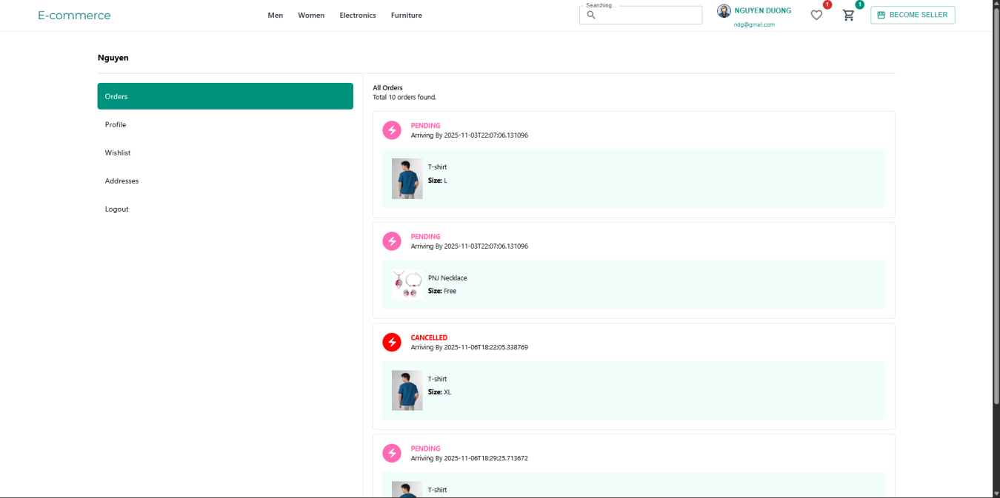 E-commerce
Men
Women
Electronics
Furniture
Searching...
NGUYEN DUONG
ndg@gmail.com
1
1
BECOME SELLER
Nguyen
Orders
Profile
Wishlist
Addresses
Logout
All Orders
Total 10 orders found.
PENDING
Arriving By 2025-11-03T22:07:06.131096
T-shirt
Size: L
PENDING
Arriving By 2025-11-03T22:07:06.131096
PNJ Necklace
Size: Free
CANCELLED
Arriving By 2025-11-06T18:22:05.338769
T-shirt
Size: XL
PENDING
Arriving By 2025-11-06T18:29:25.713672
T-shirt